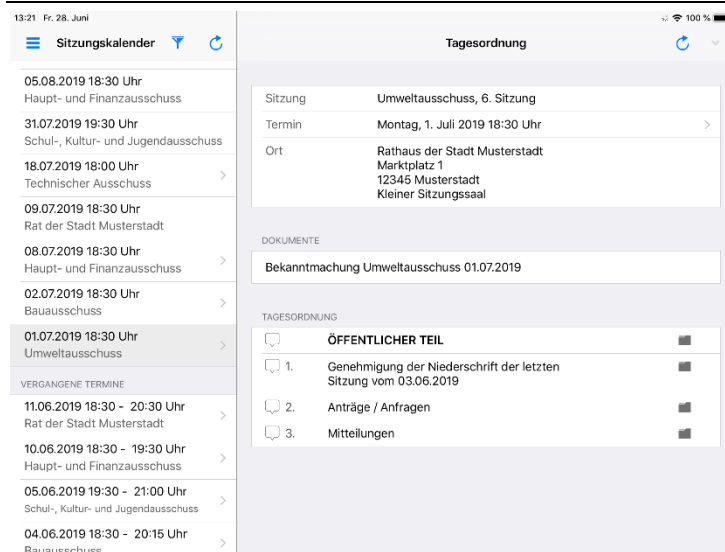 13:21 Fr. 28. Juni
100 %
Sitzungskalender
05.08.2019 18:30 Uhr
Haupt- und Finanzausschuss
31.07.2019 19:30 Uhr
Schul-, Kultur- und Jugendausschuss
18.07.2019 18:00 Uhr
Technischer Ausschuss
09.07.2019 18:30 Uhr
Rat der Stadt Musterstadt
08.07.2019 18:30 Uhr
Haupt- und Finanzausschuss
02.07.2019 18:30 Uhr
Bauausschuss
01.07.2019 18:30 Uhr
Umweltausschuss
VERGANGENE TERMINE
11.06.2019 18:30 - 20:30 Uhr
Rat der Stadt Musterstadt
10.06.2019 18:30 - 19:30 Uhr
Haupt- und Finanzausschuss
05.06.2019 19:30 - 21:00 Uhr
Schul-, Kultur- und Jugendausschuss
04.06.2019 18:30 - 20:15 Uhr
Bauausschuss
Tagesordnung
Sitzung Umweltausschuss, 6. Sitzung
Termin Montag, 1. Juli 2019 18:30 Uhr
Ort Rathaus der Stadt Musterstadt
Marktplatz 1
12345 Musterstadt
Kleiner Sitzungssaal
DOKUMENTE
Bekanntmachung Umweltausschuss 01.07.2019
TAGESORDNUNG
ÖFFENTLICHER TEIL
1. Genehmigung der Niederschrift der letzten
Sitzung vom 03.06.2019
2. Anträge / Anfragen
3. Mitteilungen